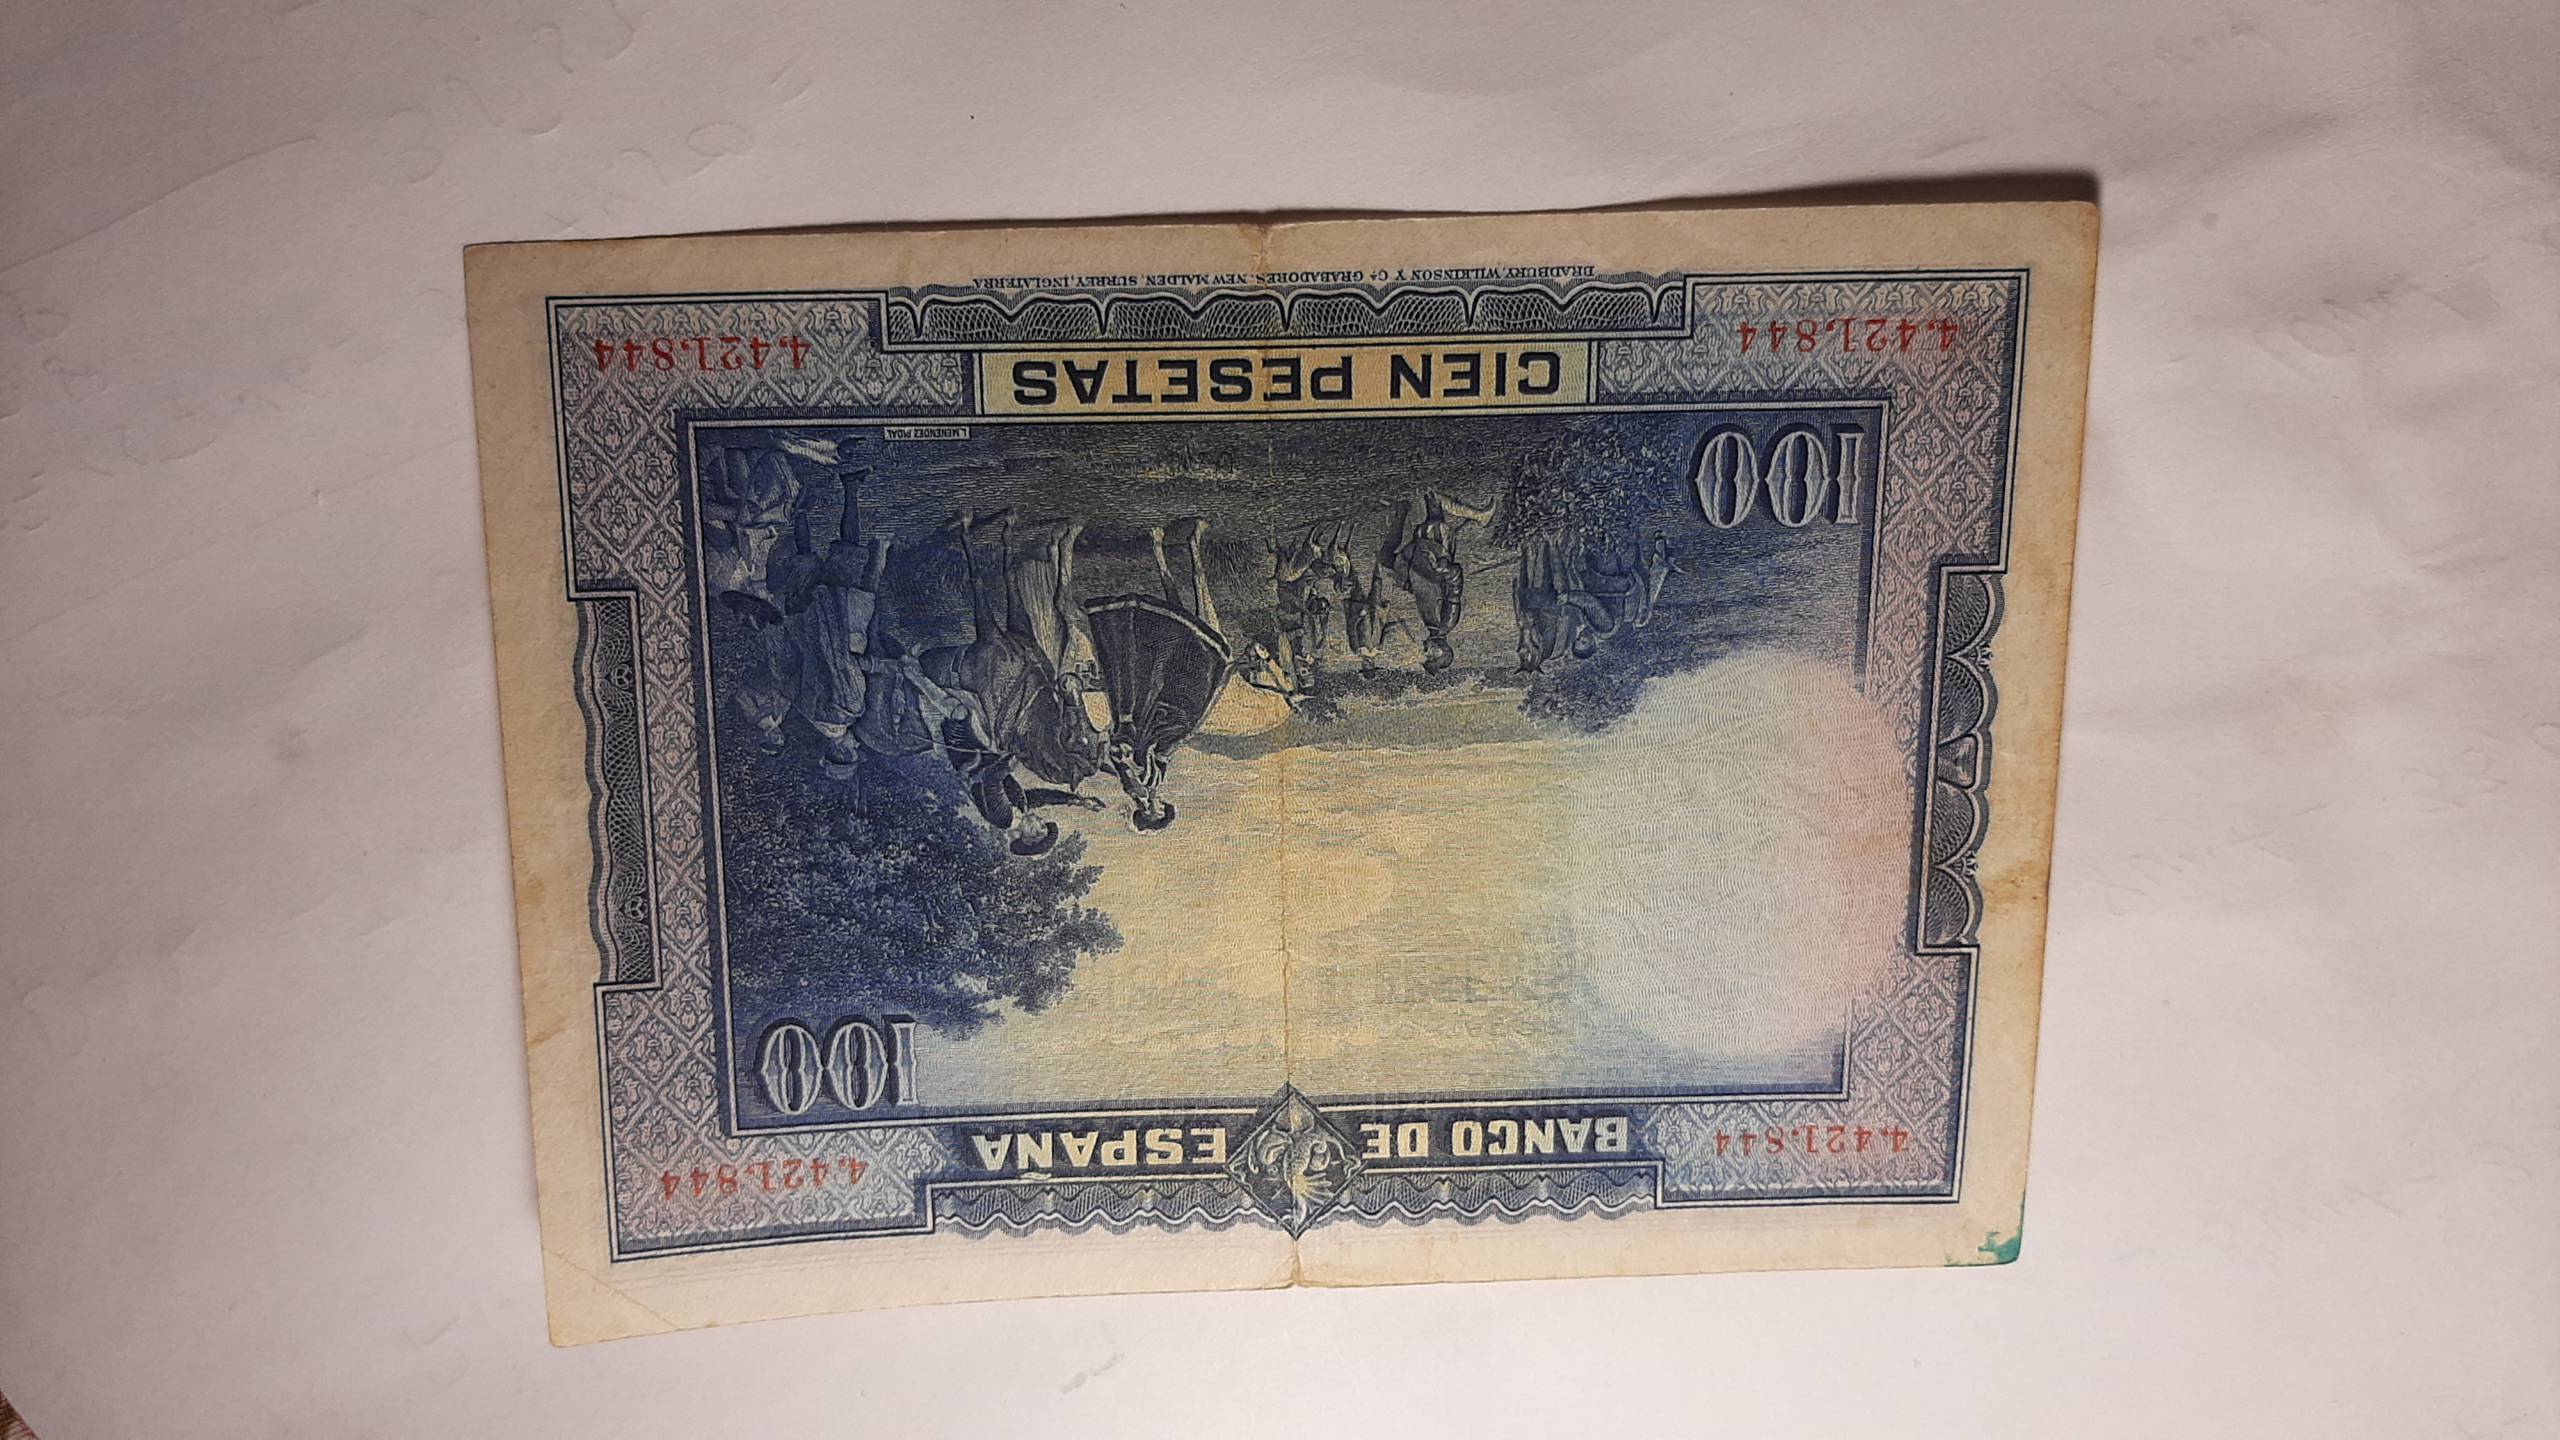 4.421.844
BANCO DE ESPAÑA
4.421.844
100
100
L. MENENDEZ PIDAL
CIEN PESETAS
4.421.844
4.421.844
BRADBURY, WILKINSON Y Cª GRABADORES. NEW MALDEN, SURREY, INGLATERRA